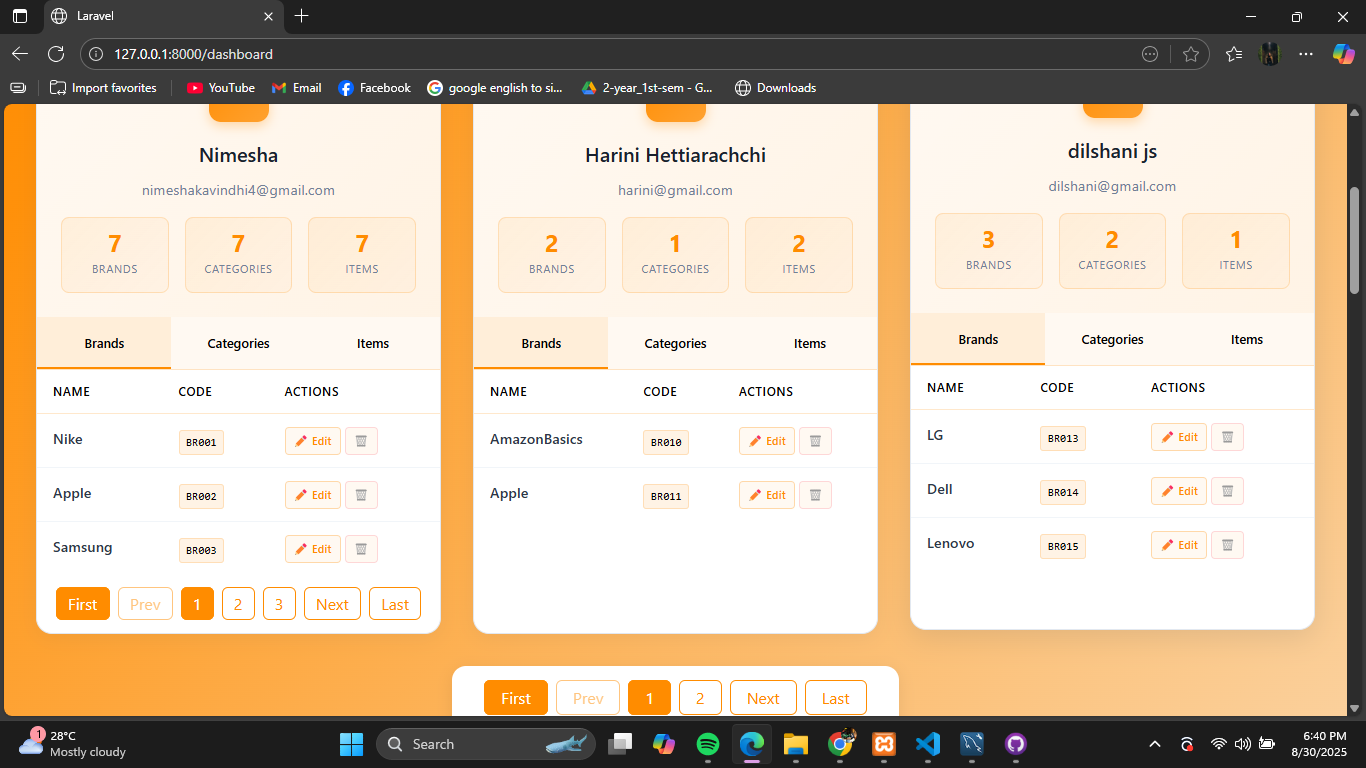 Laravel
127.0.0.1:8000/dashboard
Import favorites
YouTube
Email
Facebook
google english to si...
2-year_1st-sem - G...
Downloads
Nimesha
nimeshakavindhi4@gmail.com
7 7 7
BRANDS CATEGORIES ITEMS
Brands Categories Items
NAME CODE ACTIONS
Nike BR001 Edit
Apple BR002 Edit
Samsung BR003 Edit
First Prev 1 2 3 Next Last
Harini Hettiarachchi
harini@gmail.com
2 1 2
BRANDS CATEGORIES ITEMS
Brands Categories Items
NAME CODE ACTIONS
AmazonBasics BR010 Edit
Apple BR011 Edit
dilshani js
dilshani@gmail.com
3 2 1
BRANDS CATEGORIES ITEMS
Brands Categories Items
NAME CODE ACTIONS
LG BR013 Edit
Dell BR014 Edit
Lenovo BR015 Edit
First Prev 1 2 Next Last
1
28°C
Mostly cloudy
Search
6:40 PM
8/30/2025